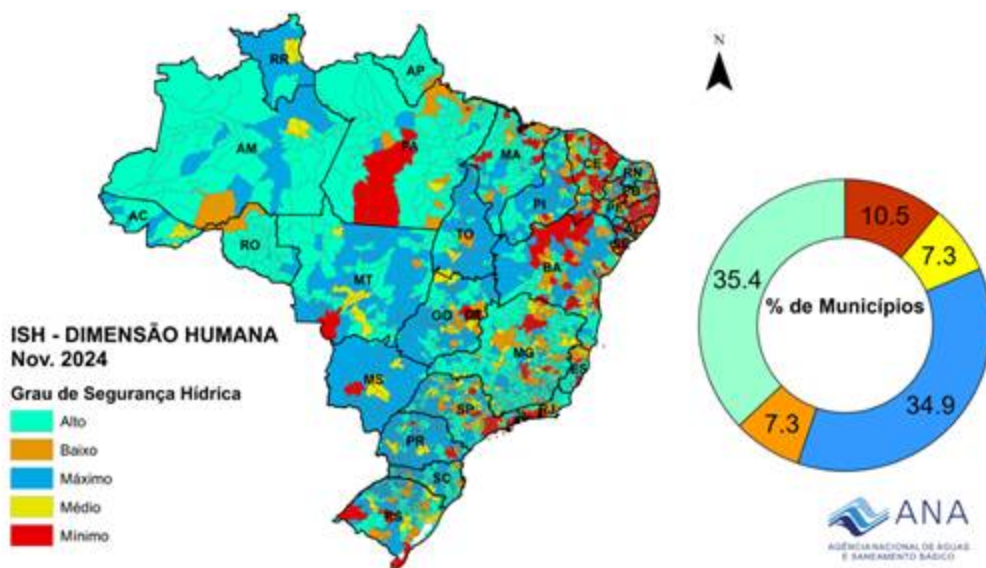 N
RR
AP
AM
PA
MA
CE
RN
PB
PE
AL
SE
PI
AC
RO
TO
BA
MT
GO
DF
MG
ES
MS
SP
RJ
PR
SC
RS
ISH - DIMENSÃO HUMANA
Nov. 2024
Grau de Segurança Hídrica
Alto
Baixo
Máximo
Médio
Mínimo
10.5
7.3
35.4
% de Municípios
34.9
7.3
ANA
AGÊNCIA NACIONAL DE ÁGUAS
E SANEAMENTO BÁSICO